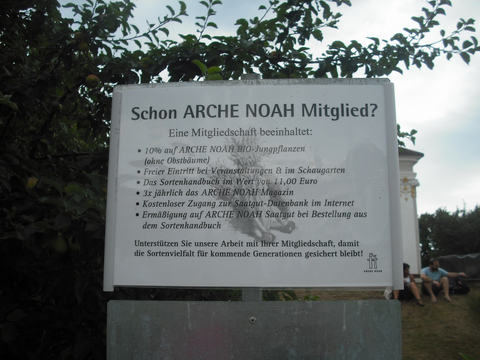 Schon ARCHE NOAH Mitglied?
Eine Mitgliedschaft beeinhaltet:
• 10% auf ARCHE NOAH BIO-Jungpflanzen
(ohne Obstbäume)
• Freier Eintritt bei Veranstaltungen & im Schaugarten
• Das Sortenhandbuch im Wert von 11,00 Euro
• 3x jährlich das ARCHE NOAH Magazin
• Kostenloser Zugang zur Saatgut-Datenbank im Internet
• Ermäßigung auf ARCHE NOAH Saatgut bei Bestellung aus
dem Sortenhandbuch
Unterstützen Sie unsere Arbeit mit Ihrer Mitgliedschaft, damit
die Sortenvielfalt für kommende Generationen gesichert bleibt!
ARCHE NOAH